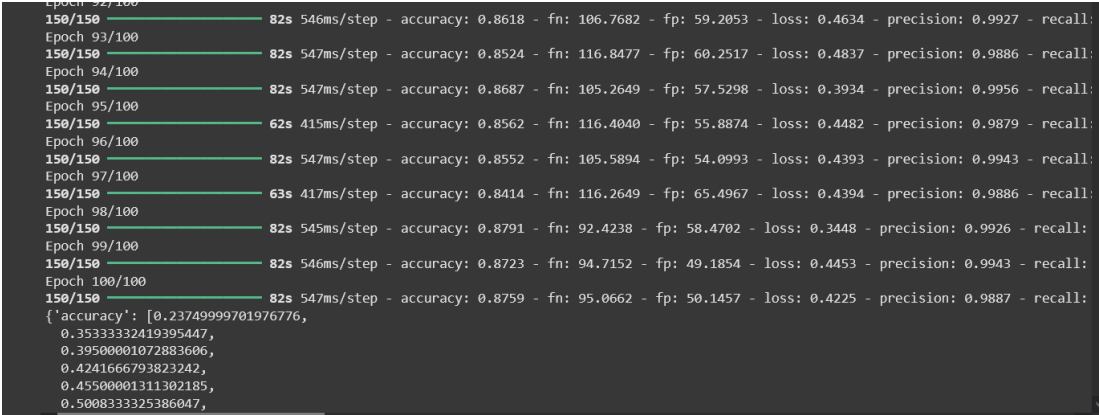 Epoch 92/100
150/150 ━━━━━━━━━━━━━━━━━━━━ 82s 546ms/step - accuracy: 0.8618 - fn: 106.7682 - fp: 59.2053 - loss: 0.4634 - precision: 0.9927 - recall:
Epoch 93/100
150/150 ━━━━━━━━━━━━━━━━━━━━ 82s 547ms/step - accuracy: 0.8524 - fn: 116.8477 - fp: 60.2517 - loss: 0.4837 - precision: 0.9886 - recall:
Epoch 94/100
150/150 ━━━━━━━━━━━━━━━━━━━━ 82s 547ms/step - accuracy: 0.8687 - fn: 105.2649 - fp: 57.5298 - loss: 0.3934 - precision: 0.9956 - recall:
Epoch 95/100
150/150 ━━━━━━━━━━━━━━━━━━━━ 62s 415ms/step - accuracy: 0.8562 - fn: 116.4040 - fp: 55.8874 - loss: 0.4482 - precision: 0.9879 - recall:
Epoch 96/100
150/150 ━━━━━━━━━━━━━━━━━━━━ 82s 547ms/step - accuracy: 0.8552 - fn: 105.5894 - fp: 54.0993 - loss: 0.4393 - precision: 0.9943 - recall:
Epoch 97/100
150/150 ━━━━━━━━━━━━━━━━━━━━ 63s 417ms/step - accuracy: 0.8414 - fn: 116.2649 - fp: 65.4967 - loss: 0.4394 - precision: 0.9886 - recall:
Epoch 98/100
150/150 ━━━━━━━━━━━━━━━━━━━━ 82s 545ms/step - accuracy: 0.8791 - fn: 92.4238 - fp: 58.4702 - loss: 0.3448 - precision: 0.9926 - recall:
Epoch 99/100
150/150 ━━━━━━━━━━━━━━━━━━━━ 82s 546ms/step - accuracy: 0.8723 - fn: 94.7152 - fp: 49.1854 - loss: 0.4453 - precision: 0.9943 - recall:
Epoch 100/100
150/150 ━━━━━━━━━━━━━━━━━━━━ 82s 547ms/step - accuracy: 0.8759 - fn: 95.0662 - fp: 50.1457 - loss: 0.4225 - precision: 0.9887 - recall:
{'accuracy': [0.23749999701976776,
0.35333332419395447,
0.39500001072883606,
0.4241666793823242,
0.45500001311302185,
0.5008333325386047,